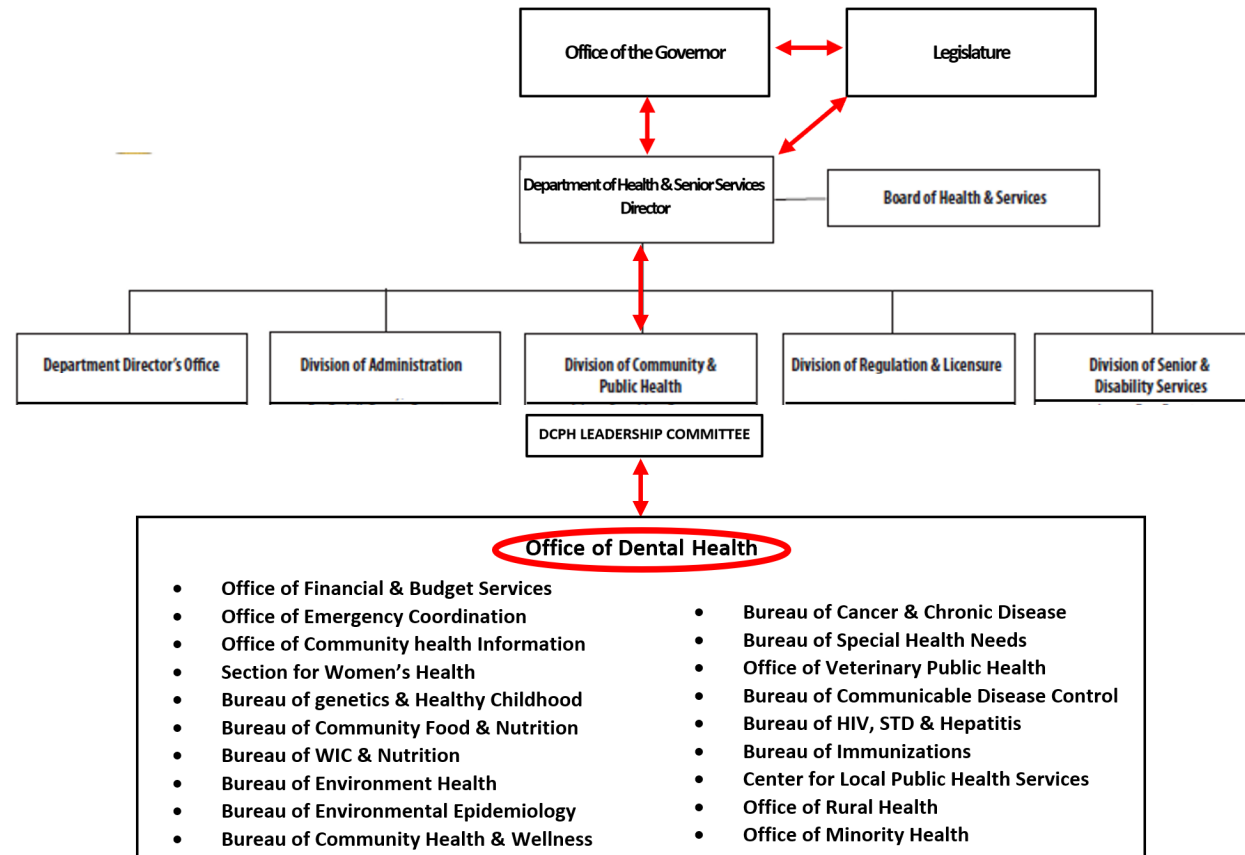 Office of the Governor
Legislature
Department of Health & Senior Services
Director
Board of Health & Services
Department Director's Office
Division of Administration
Division of Community &
Public Health
Division of Regulation & Licensure
Division of Senior &
Disability Services
DCPH LEADERSHIP COMMITTEE
Office of Dental Health
• Office of Financial & Budget Services
• Office of Emergency Coordination
• Office of Community health Information
• Section for Women's Health
• Bureau of genetics & Healthy Childhood
• Bureau of Community Food & Nutrition
• Bureau of WIC & Nutrition
• Bureau of Environment Health
• Bureau of Environmental Epidemiology
• Bureau of Community Health & Wellness
• Bureau of Cancer & Chronic Disease
• Bureau of Special Health Needs
• Office of Veterinary Public Health
• Bureau of Communicable Disease Control
• Bureau of HIV, STD & Hepatitis
• Bureau of Immunizations
• Center for Local Public Health Services
• Office of Rural Health
• Office of Minority Health